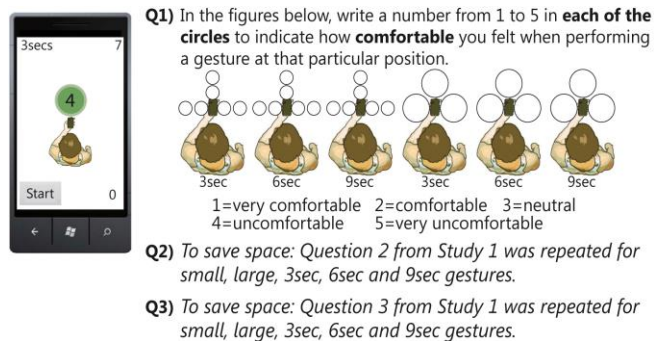 3secs 7
4
Start 0
Q1) In the figures below, write a number from 1 to 5 in each of the
circles to indicate how comfortable you felt when performing
a gesture at that particular position.
3sec 6sec 9sec 3sec 6sec 9sec
1=very comfortable 2=comfortable 3=neutral
4=uncomfortable 5=very uncomfortable
Q2) To save space: Question 2 from Study 1 was repeated for
small, large, 3sec, 6sec and 9sec gestures.
Q3) To save space: Question 3 from Study 1 was repeated for
small, large, 3sec, 6sec and 9sec gestures.